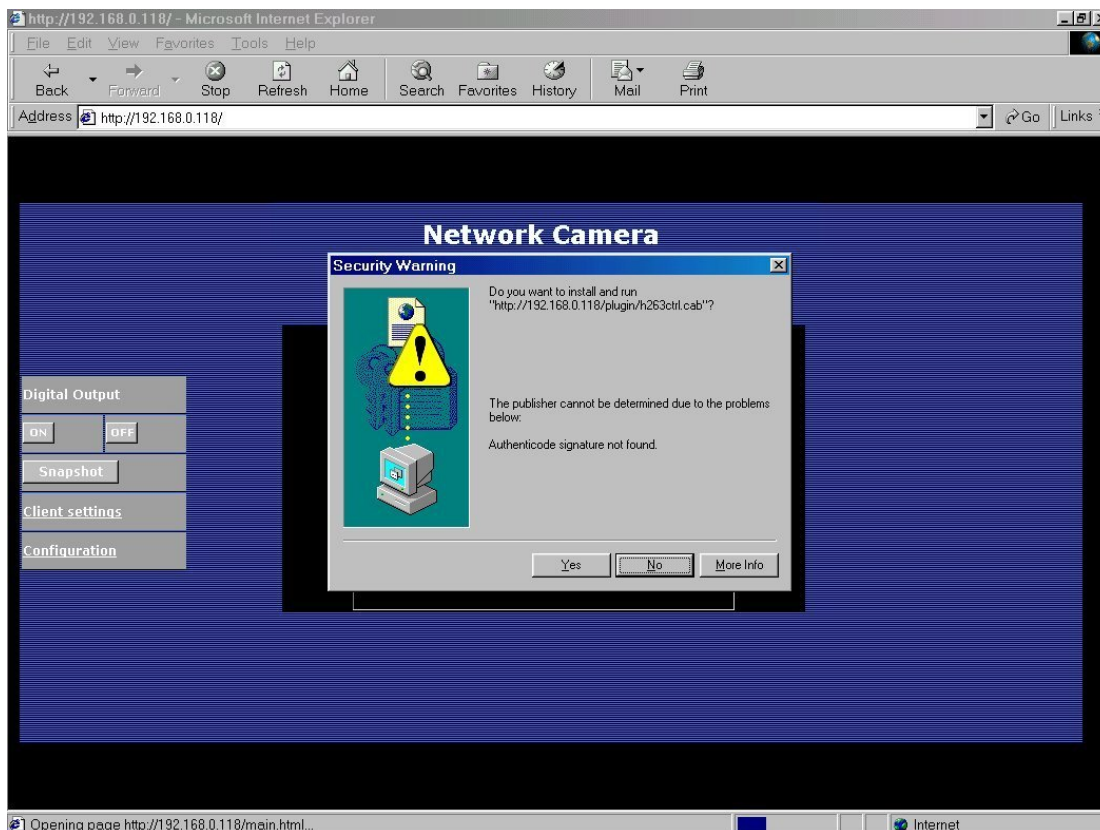 http://192.168.0.118/ - Microsoft Internet Explorer
File Edit View Favorites Tools Help
Back Forward Stop Refresh Home Search Favorites History Mail Print
Address http://192.168.0.118/ Go Links
Network Camera
Security Warning
Do you want to install and run
"http://192.168.0.118/plugin/h263ctrl.cab"?
The publisher cannot be determined due to the problems
below:
Authenticode signature not found.
Yes No More Info
Digital Output
ON OFF
Snapshot
Client settings
Configuration
Opening page http://192.168.0.118/main.html... Internet